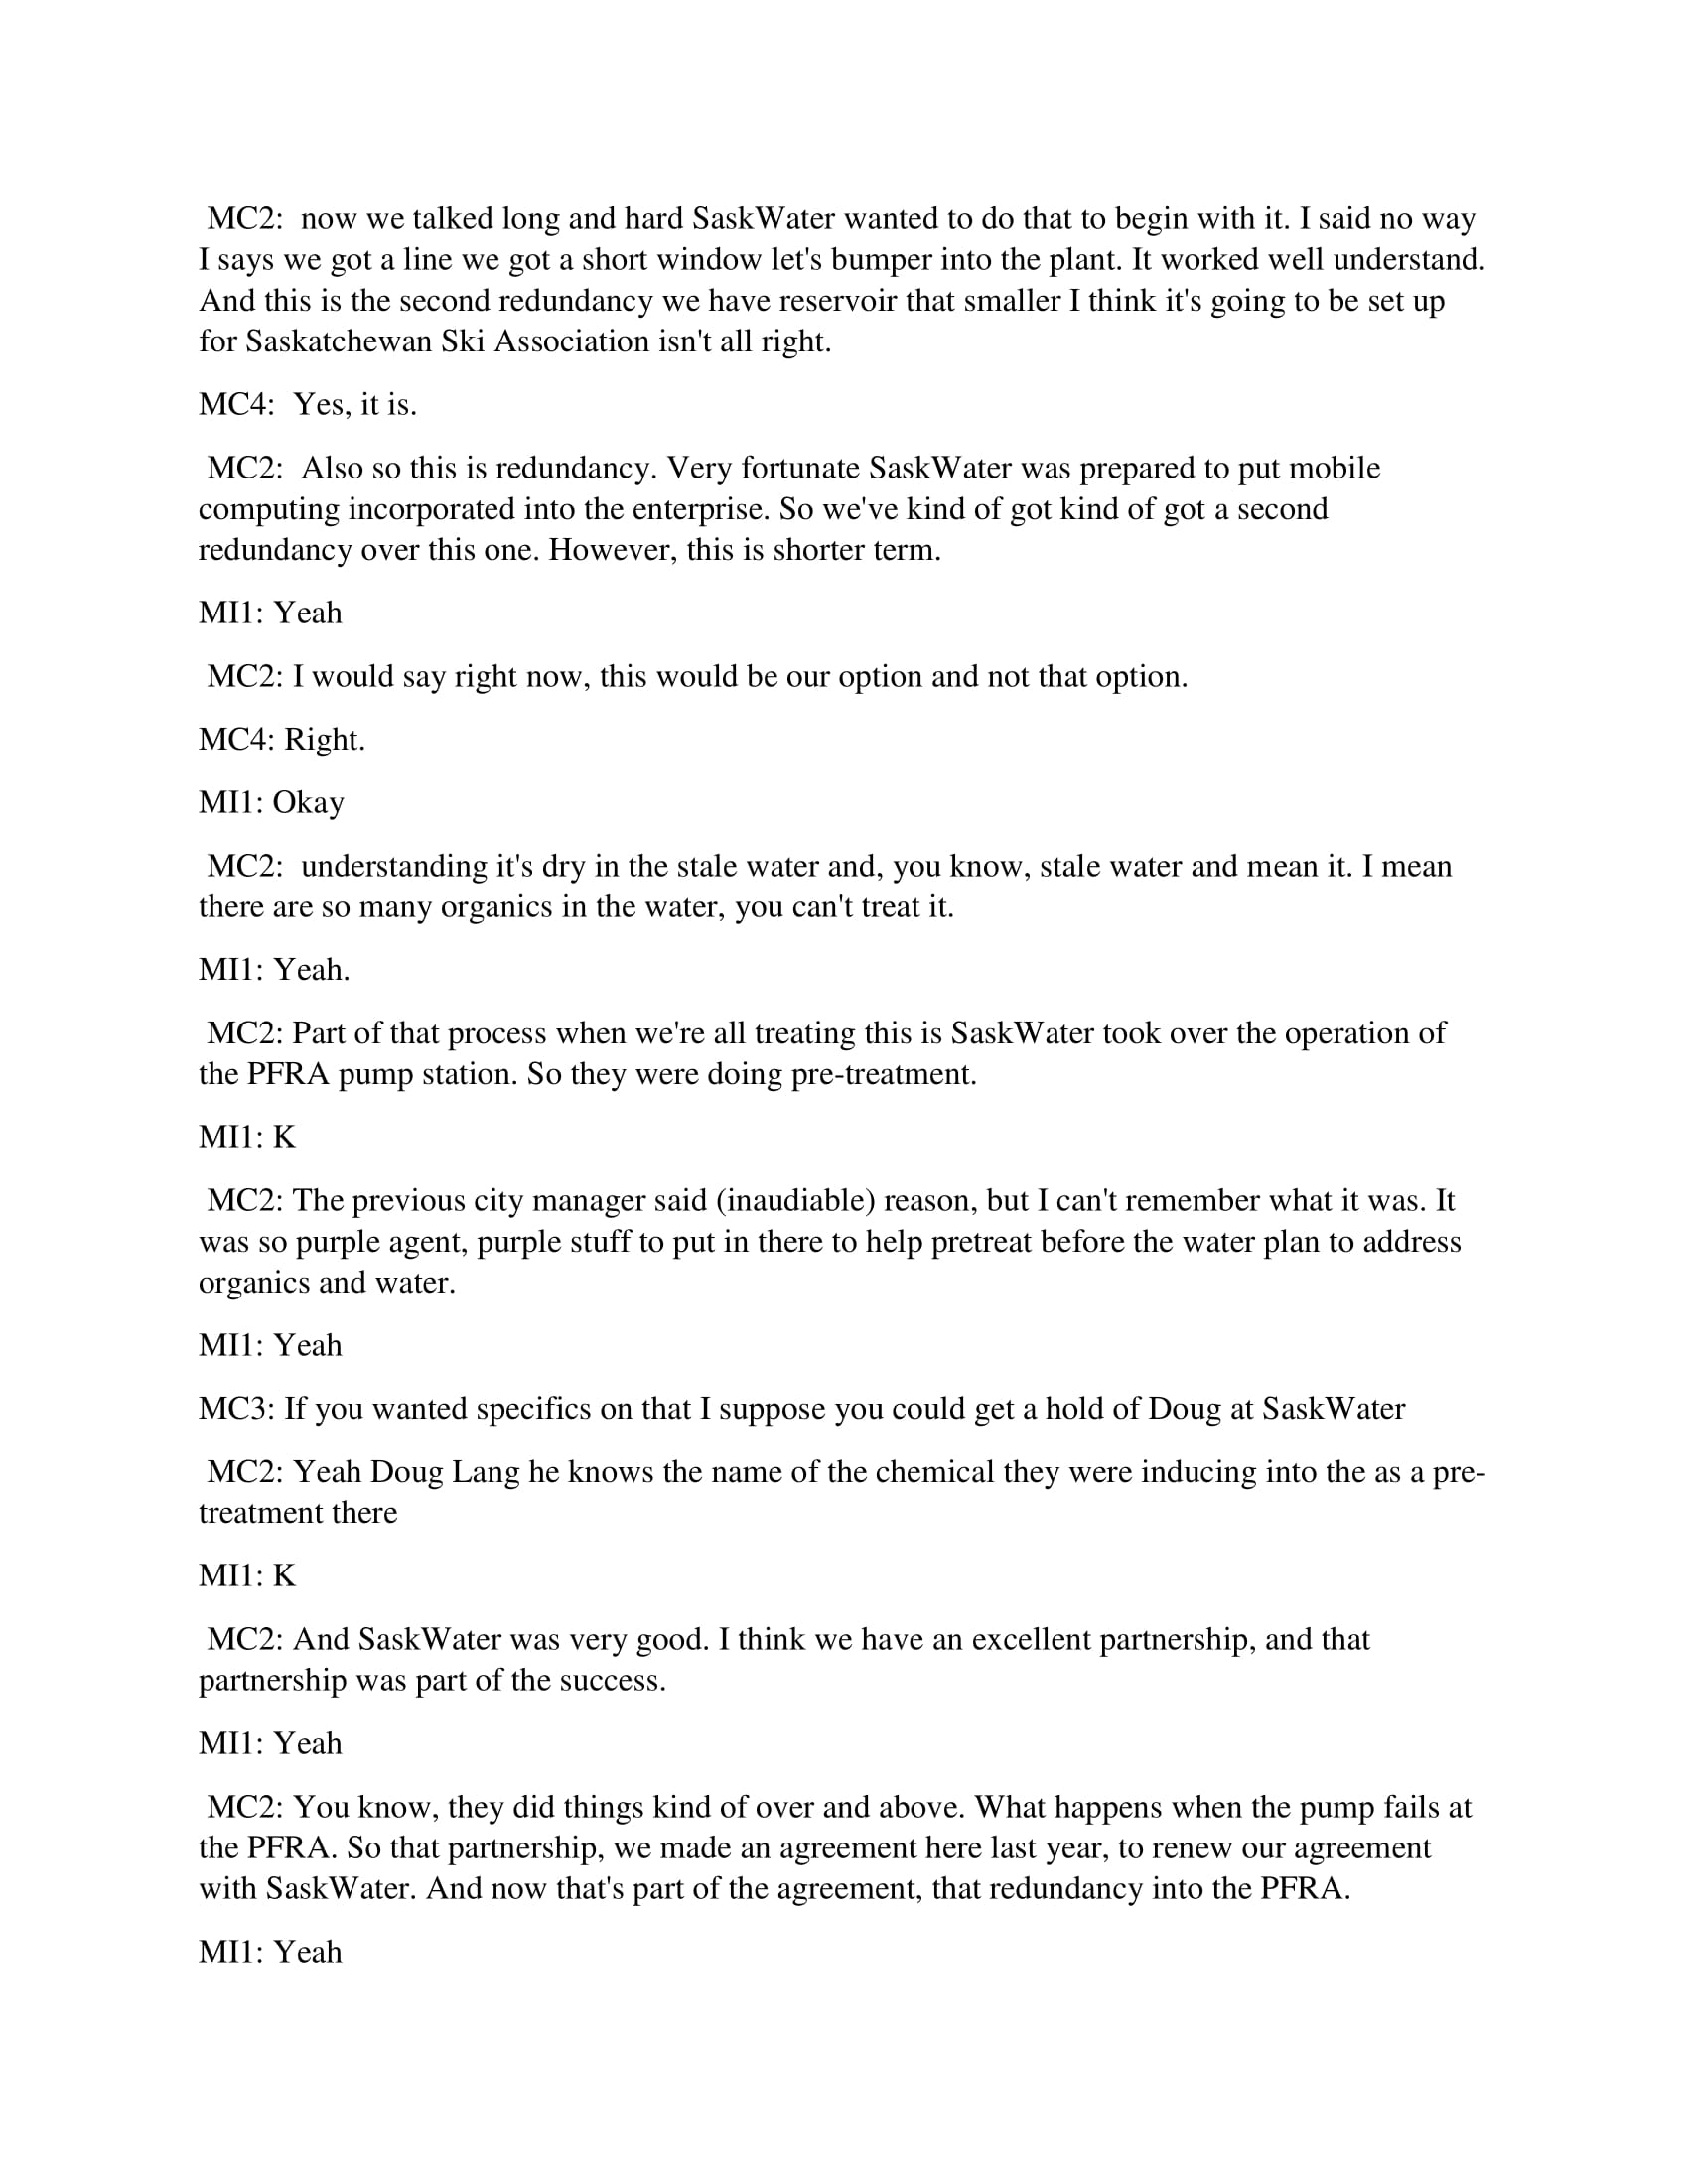 MC2:  now we talked long and hard SaskWater wanted to do that to begin with it. I said no way
I says we got a line we got a short window let's bumper into the plant. It worked well understand.
And this is the second redundancy we have reservoir that smaller I think it's going to be set up
for Saskatchewan Ski Association isn't all right.
MC4:  Yes, it is.
MC2:  Also so this is redundancy. Very fortunate SaskWater was prepared to put mobile
computing incorporated into the enterprise. So we've kind of got kind of got a second
redundancy over this one. However, this is shorter term.
MI1: Yeah
MC2: I would say right now, this would be our option and not that option.
MC4: Right.
MI1: Okay
MC2:  understanding it's dry in the stale water and, you know, stale water and mean it. I mean
there are so many organics in the water, you can't treat it.
MI1: Yeah.
MC2: Part of that process when we're all treating this is SaskWater took over the operation of
the PFRA pump station. So they were doing pre-treatment.
MI1: K
MC2: The previous city manager said (inaudiable) reason, but I can't remember what it was. It
was so purple agent, purple stuff to put in there to help pretreat before the water plan to address
organics and water.
MI1: Yeah
MC3: If you wanted specifics on that I suppose you could get a hold of Doug at SaskWater
MC2: Yeah Doug Lang he knows the name of the chemical they were inducing into the as a pre-
treatment there
MI1: K
MC2: And SaskWater was very good. I think we have an excellent partnership, and that
partnership was part of the success.
MI1: Yeah
MC2: You know, they did things kind of over and above. What happens when the pump fails at
the PFRA. So that partnership, we made an agreement here last year, to renew our agreement
with SaskWater. And now that's part of the agreement, that redundancy into the PFRA.
MI1: Yeah